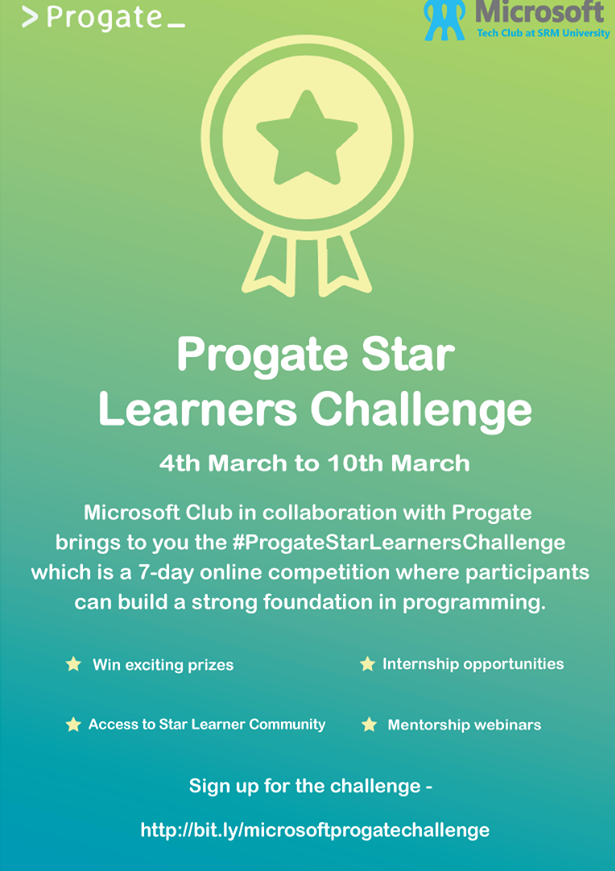 >Progate_
Microsoft
Tech Club at SRM University
Progate Star
Learners Challenge
4th March to 10th March
Microsoft Club in collaboration with Progate
brings to you the #ProgateStarLearnersChallenge
which is a 7-day online competition where participants
can build a strong foundation in programming.
Win exciting prizes
Internship opportunities
Access to Star Learner Community
Mentorship webinars
Sign up for the challenge -
http://bit.ly/microsoftprogatechallenge